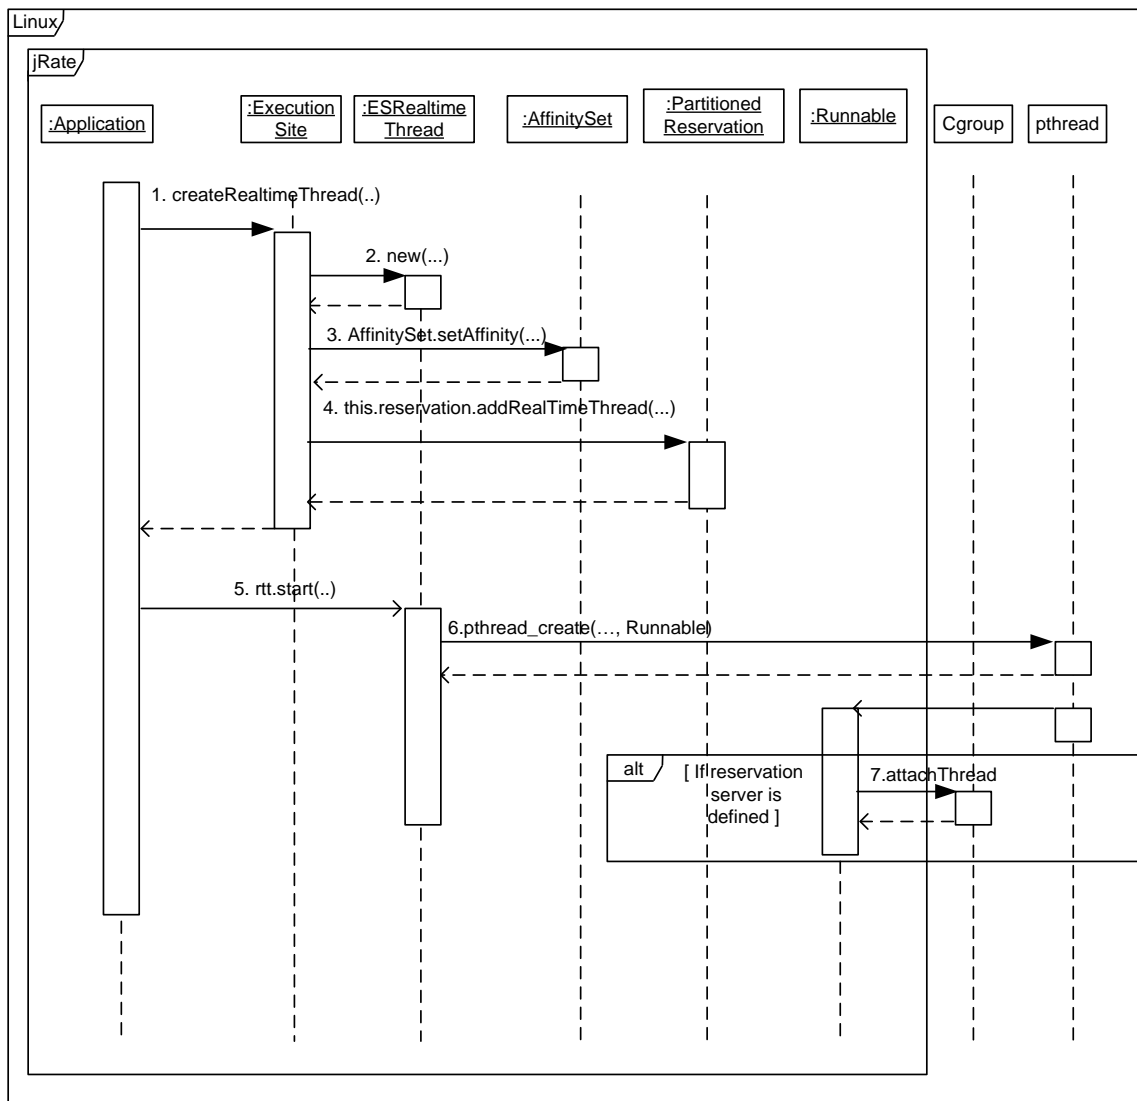 Linux
jRate
:Application
:Execution
Site
:ESRealtime
Thread
:AffinitySet
:Partitioned
Reservation
:Runnable
Cgroup
pthread
1. createRealtimeThread(..)
2. new(...)
3. AffinitySet.setAffinity(...)
4. this.reservation.addRealTimeThread(...)
5. rtt.start(..)
6.pthread_create(…, Runnable)
alt
[ If reservation
server is
defined ]
7.attachThread